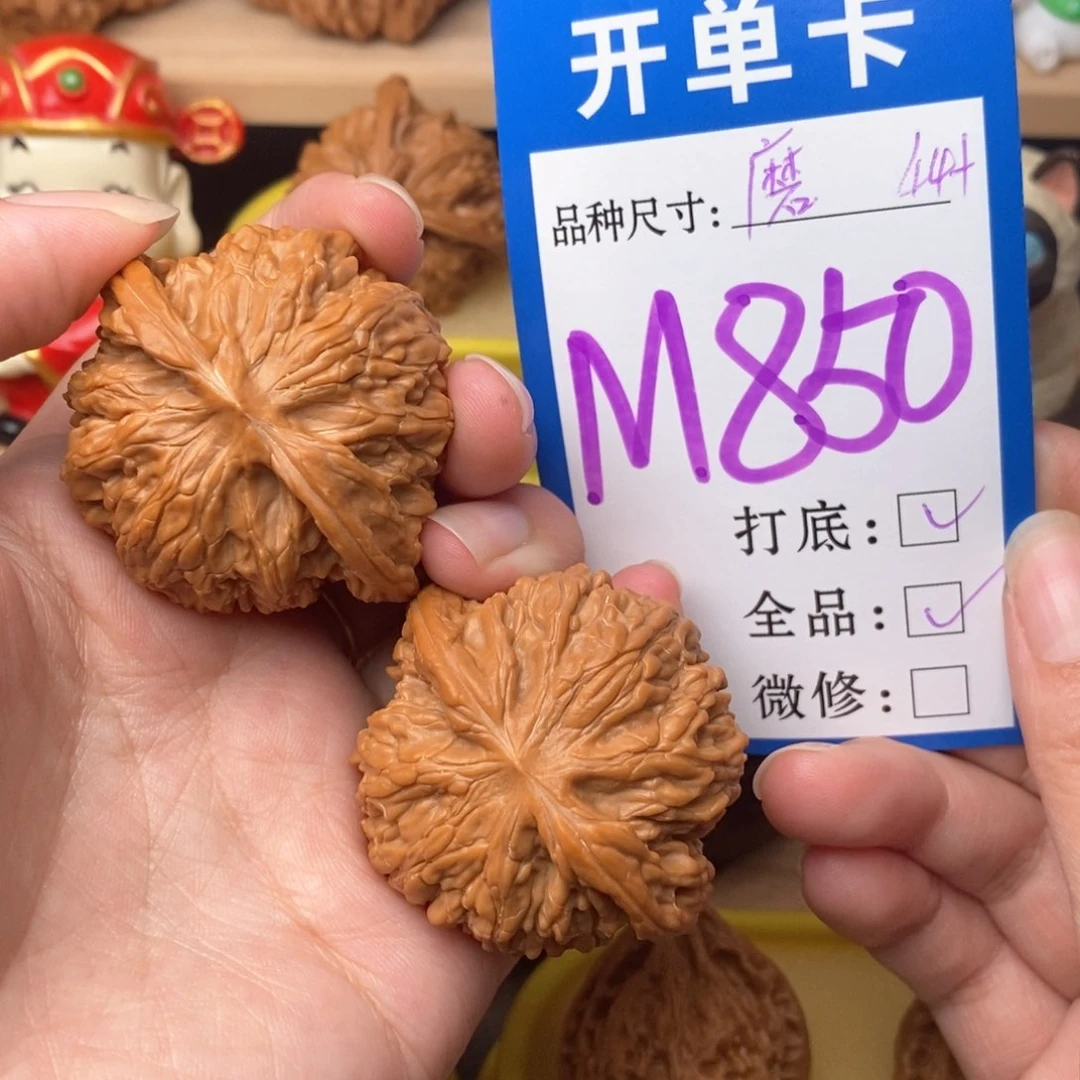 开单卡
品种尺寸: 磨 44+
M850
打底: ✓
全品: ✓
微修: